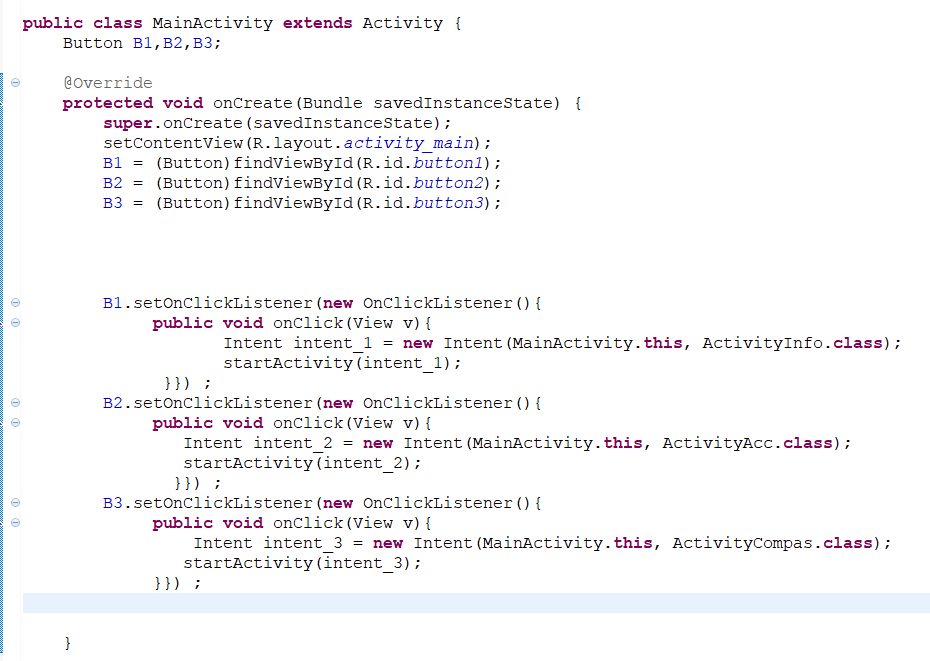 public class MainActivity extends Activity {
    Button B1,B2,B3;
    @Override
    protected void onCreate(Bundle savedInstanceState) {
        super.onCreate(savedInstanceState);
        setContentView(R.layout.activity_main);
        B1 = (Button)findViewById(R.id.button1);
        B2 = (Button)findViewById(R.id.button2);
        B3 = (Button)findViewById(R.id.button3);
        B1.setOnClickListener(new OnClickListener(){
             public void onClick(View v){
                    Intent intent_1 = new Intent(MainActivity.this, ActivityInfo.class);
                    startActivity(intent_1);
              }}) ;
        B2.setOnClickListener(new OnClickListener(){
             public void onClick(View v){
                Intent intent_2 = new Intent(MainActivity.this, ActivityAcc.class);
                startActivity(intent_2);
               }}) ;
        B3.setOnClickListener(new OnClickListener(){
             public void onClick(View v){
                 Intent intent_3 = new Intent(MainActivity.this, ActivityCompas.class);
                startActivity(intent_3);
             }}) ;
    }